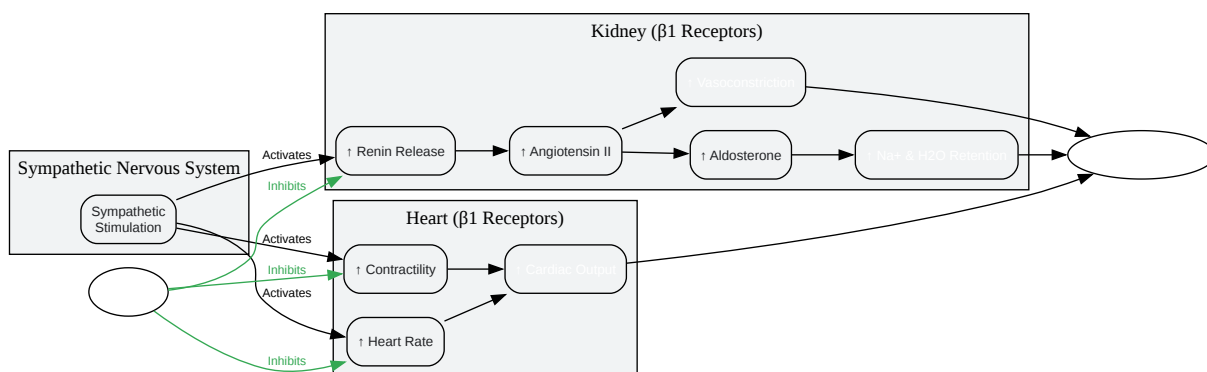 Kidney (β1 Receptors)
↑ Vasoconstriction
↑ Renin Release
↑ Angiotensin II
↑ Aldosterone
↑ Na+ & H2O Retention
Sympathetic Nervous System
Sympathetic
Stimulation
Activates
Inhibits
Activates
Inhibits
Activates
Inhibits
Heart (β1 Receptors)
↑ Contractility
↑ Cardiac Output
↑ Heart Rate